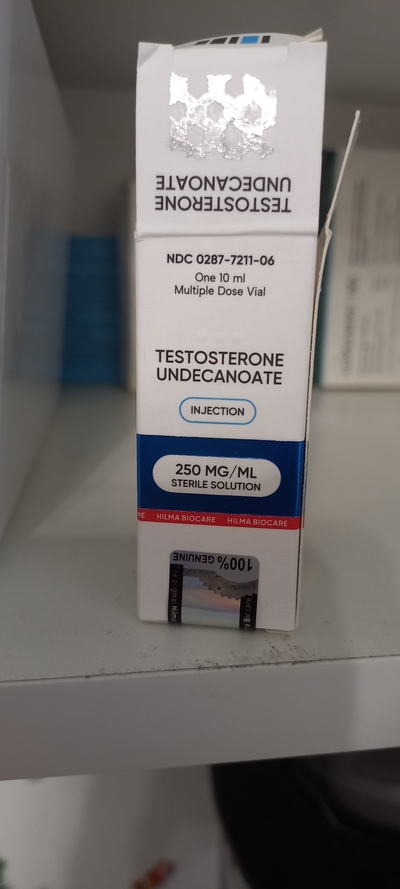 TESTOSTERONE
UNDECANOATE
NDC 0287-7211-06
One 10 ml
Multiple Dose Vial
TESTOSTERONE
UNDECANOATE
INJECTION
250 MG/ML
STERILE SOLUTION
RE HILMA BIOCARE HILMA BIOCARE
100% GENUINE